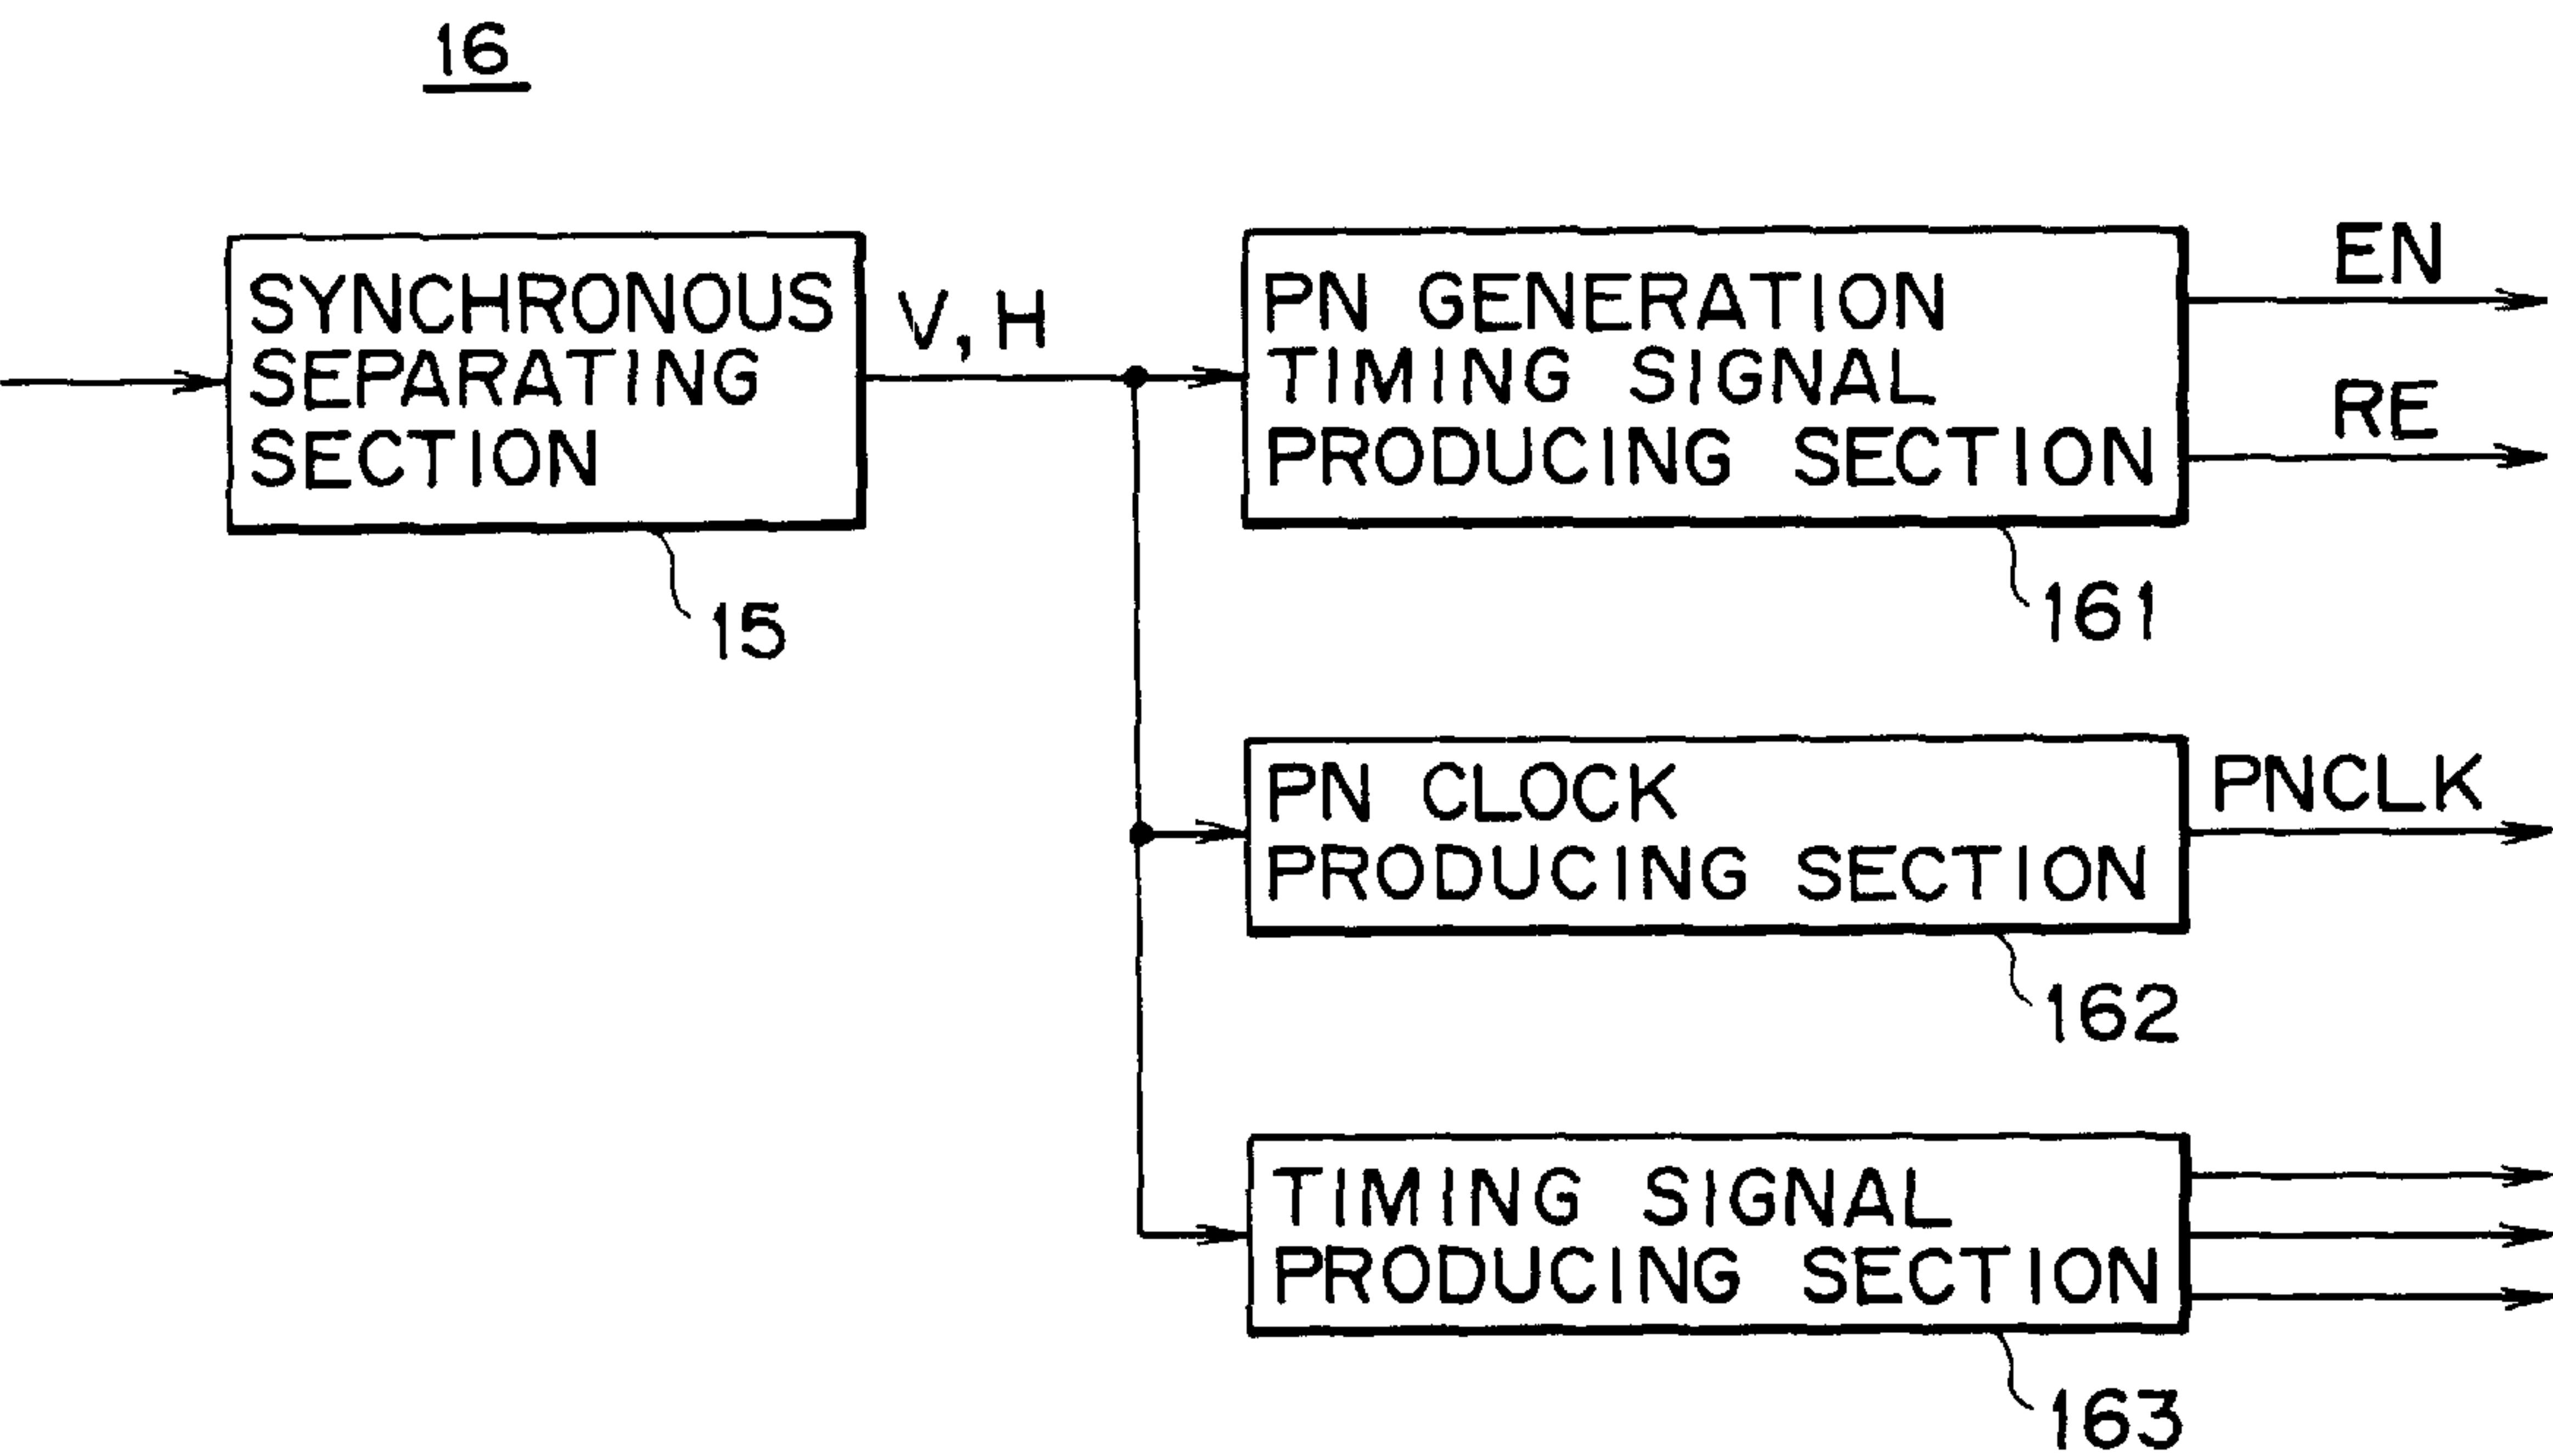 16
SYNCHRONOUS
SEPARATING
SECTION
15
V, H
PN GENERATION
TIMING SIGNAL
PRODUCING SECTION
161
EN
RE
PN CLOCK
PRODUCING SECTION
162
PNCLK
TIMING SIGNAL
PRODUCING SECTION
163